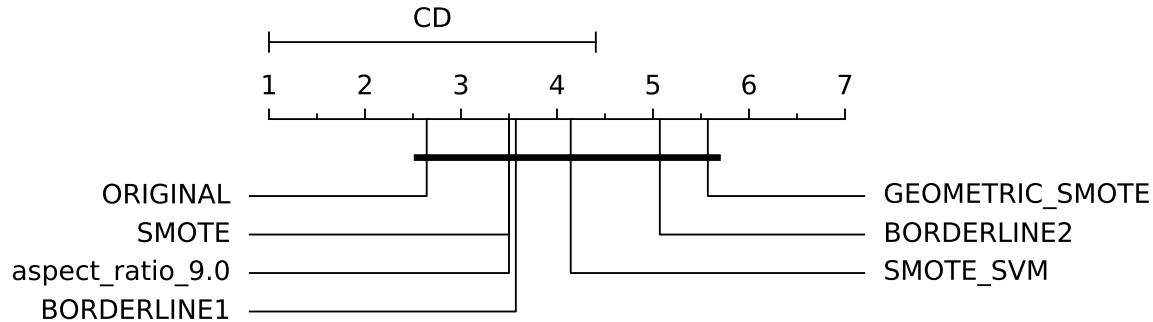 CD
1 2 3 4 5 6 7
ORIGINAL GEOMETRIC_SMOTE
SMOTE BORDERLINE2
aspect_ratio_9.0 SMOTE_SVM
BORDERLINE1